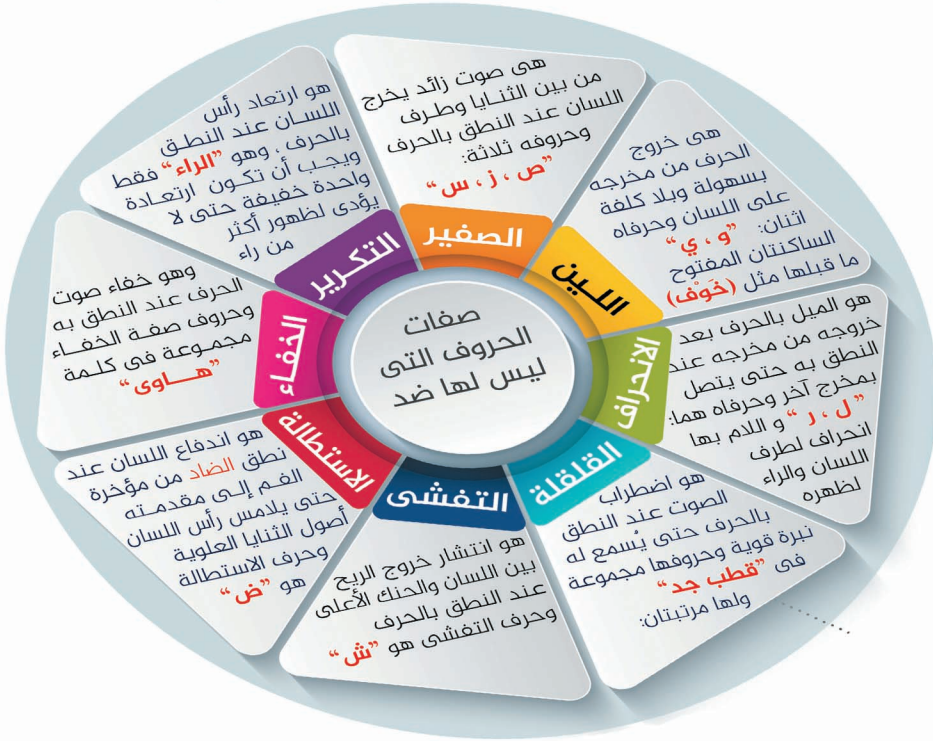 صفات
الحروف التى
ليس لها ضد
الصفير
هى صوت زائد يخرج
من بين الثنايا وطرف
اللسان عند النطق بالحرف
وحروفه ثلاثة:
"ص ، ز ، س"
اللين
هى خروج
الحرف من مخرجه
بسهولة وبلا كلفة
على اللسان وحرفاه
اثنان: "و ، ي"
الساكنتان المفتوح
ما قبلها مثل (خَوْف)
الانحراف
هو الميل بالحرف بعد
خروجه من مخرجه عند
النطق به حتى يتصل
بمخرج آخر وحرفاه هما:
"ل ، ر" و اللام بها
انحراف لطرف
اللسان والراء
لظهره
القلقلة
هو اضطراب
الصوت عند النطق
بالحرف حتى يُسمع له
نبرة قوية وحروفها مجموعة
فى "قطب جد"
ولها مرتبتان:
التفشى
هو انتشار خروج الريح
بين اللسان والحنك الأعلى
عند النطق بالحرف
وحرف التفشى هو "ش"
الاستطالة
هو اندفاع اللسان عند
نطق الضاد من مؤخرة
الفم إلى مقدمته
حتى يلامس رأس اللسان
أصول الثنايا العلوية
وحرف الاستطالة
هو "ض"
الخفاء
وهو خفاء صوت
الحرف عند النطق به
وحروف صفة الخفاء
مجموعة فى كلمة
"هــاوى"
التكرير
هو ارتعاد رأس
اللسان عند النطق
بالحرف ، وهو "الراء" فقط
ويجب أن تكون ارتعادة
واحدة خفيفة حتى لا
يؤدى لظهور أكثر
من راء